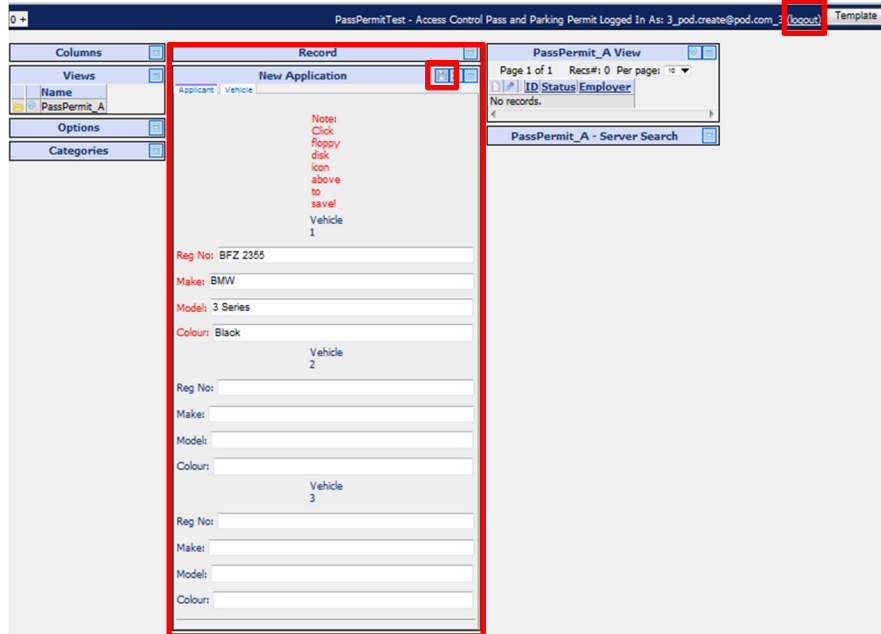 0 +
PassPermitTest - Access Control Pass and Parking Permit Logged In As: 3_pod.create@pod.com_3 (logout)
Template
Columns
Views
Name
PassPermit_A
Options
Categories
Record
New Application
Applicant Vehicle
Note:
Click
floppy
disk
icon
above
to
save!
Vehicle
1
Reg No: BFZ 2355
Make: BMW
Model: 3 Series
Colour: Black
Vehicle
2
Reg No:
Make:
Model:
Colour:
Vehicle
3
Reg No:
Make:
Model:
Colour:
PassPermit_A View
Page 1 of 1 Recs#: 0 Per page: 10
ID Status Employer
No records.
PassPermit_A - Server Search